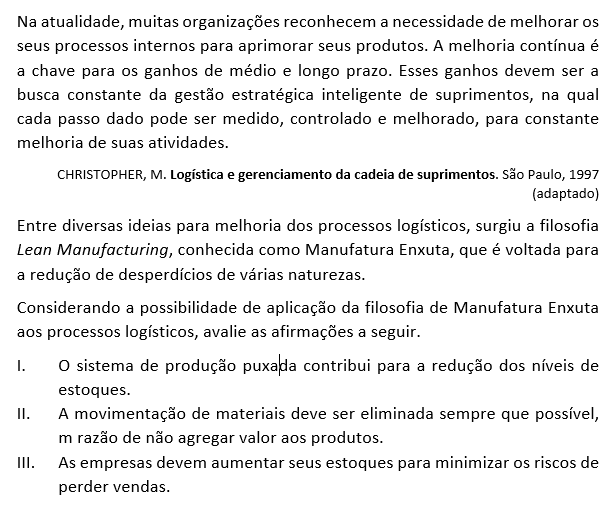 Na atualidade, muitas organizações reconhecem a necessidade de melhorar os
seus processos internos para aprimorar seus produtos. A melhoria contínua é
a chave para os ganhos de médio e longo prazo. Esses ganhos devem ser a
busca constante da gestão estratégica inteligente de suprimentos, na qual
cada passo dado pode ser medido, controlado e melhorado, para constante
melhoria de suas atividades.
CHRISTOPHER, M. Logística e gerenciamento da cadeia de suprimentos. São Paulo, 1997
(adaptado)
Entre diversas ideias para melhoria dos processos logísticos, surgiu a filosofia
Lean Manufacturing, conhecida como Manufatura Enxuta, que é voltada para
a redução de desperdícios de várias naturezas.
Considerando a possibilidade de aplicação da filosofia de Manufatura Enxuta
aos processos logísticos, avalie as afirmações a seguir.
I. O sistema de produção puxada contribui para a redução dos níveis de
estoques.
II. A movimentação de materiais deve ser eliminada sempre que possível,
m razão de não agregar valor aos produtos.
III. As empresas devem aumentar seus estoques para minimizar os riscos de
perder vendas.